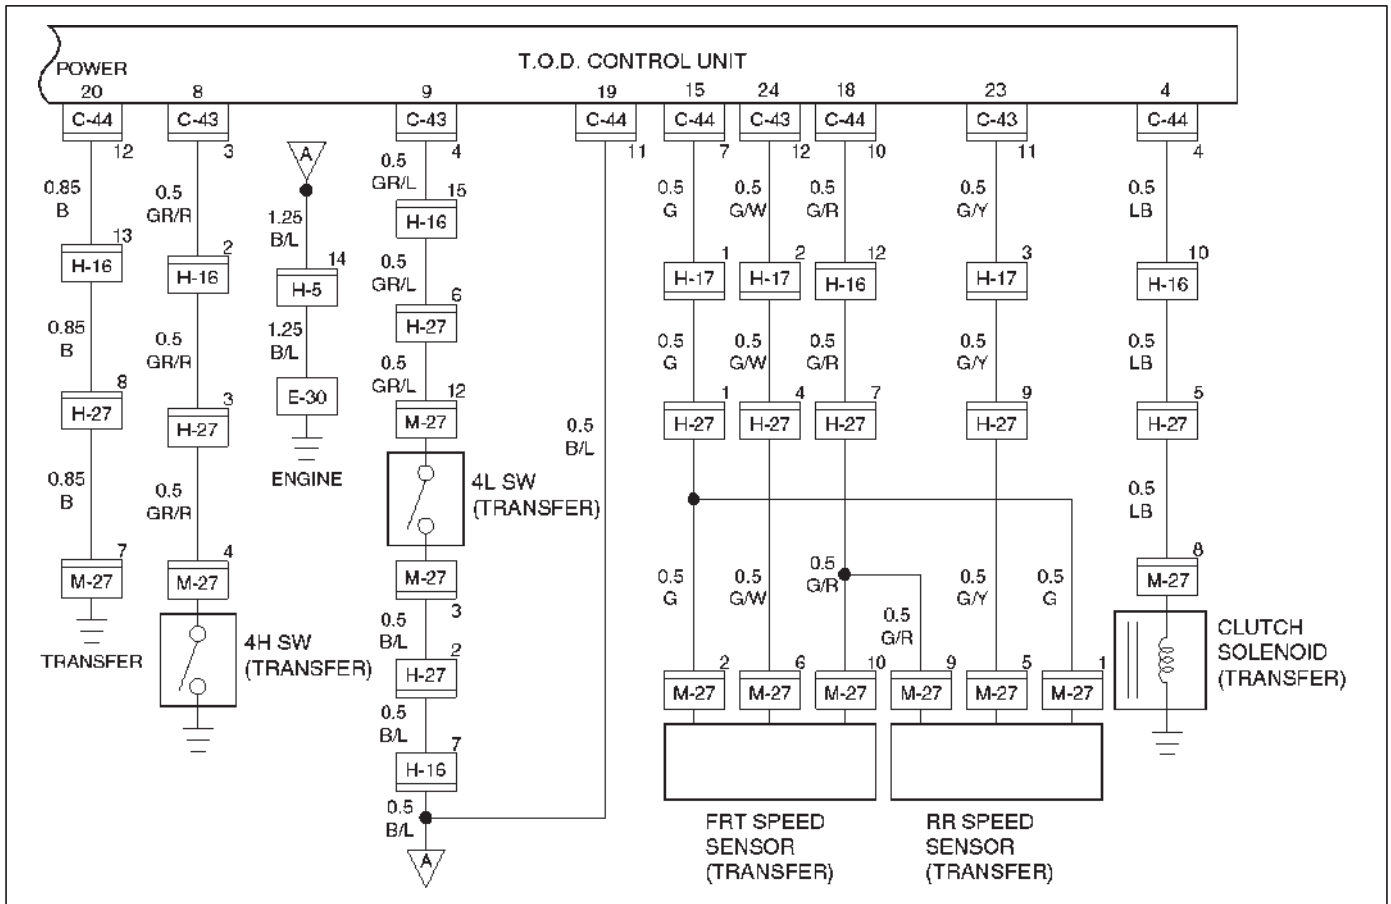 T.O.D. CONTROL UNIT
POWER
20 8 9 19 15 24 18 23 4
C-44 C-43 C-43 C-44 C-44 C-43 C-44 C-43 C-44
12 3 4 11 7 12 10 11 4
A
0.85 B
13
H-16
0.85 B
8
H-27
0.85 B
7
M-27
TRANSFER
0.5 GR/R
2
H-16
0.5 GR/R
3
H-27
0.5 GR/R
4
M-27
4H SW
(TRANSFER)
1.25 B/L
14
H-5
1.25 B/L
E-30
ENGINE
0.5 GR/L
15
H-16
0.5 GR/L
6
H-27
0.5 GR/L
12
M-27
4L SW
(TRANSFER)
M-27
3
0.5 B/L
2
H-27
0.5 B/L
7
H-16
0.5 B/L
A
0.5 B/L
0.5 G
1
H-17
0.5 G
1
H-27
0.5 G
2
M-27
0.5 G/W
2
H-17
0.5 G/W
4
H-27
0.5 G/W
6
M-27
0.5 G/R
12
H-16
0.5 G/R
7
H-27
0.5 G/R
10
M-27
FRT SPEED
SENSOR
(TRANSFER)
0.5 G/R
9
M-27
0.5 G/Y
3
H-17
0.5 G/Y
9
H-27
0.5 G/Y
5
M-27
0.5 G
1
M-27
RR SPEED
SENSOR
(TRANSFER)
0.5 LB
10
H-16
0.5 LB
5
H-27
0.5 LB
8
M-27
CLUTCH
SOLENOID
(TRANSFER)